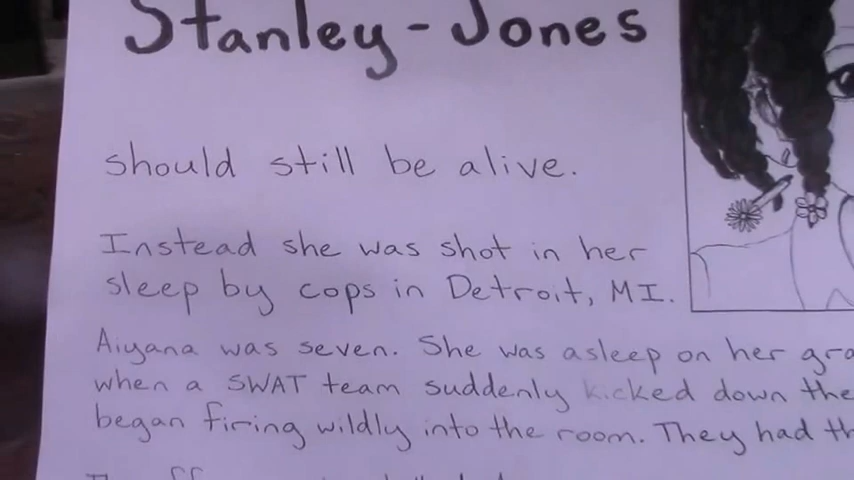 Stanley-Jones
should still be alive.
Instead she was shot in her
sleep by cops in Detroit, MI.
Aiyana was seven. She was asleep on her
when a SWAT team suddenly kicked down the
began firing wildly into the room. They had